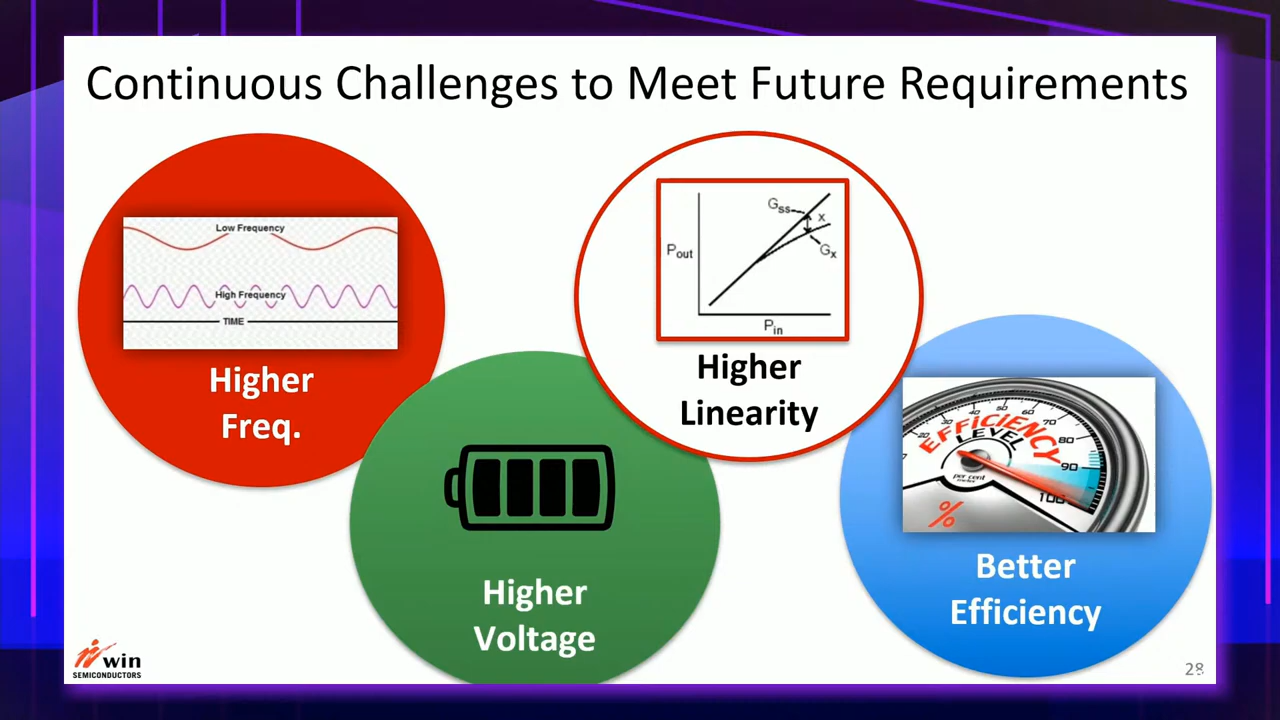 Continuous Challenges to Meet Future Requirements
Low Frequency
High Frequency
TIME
Higher
Freq.
Higher
Voltage
Gss
x
Pout
Gx
Pin
Higher
Linearity
20
40
50
60
70
80
90
100
EFFICIENCY
LEVEL
per cent
meter
%
Better
Efficiency
win
SEMICONDUCTORS
28